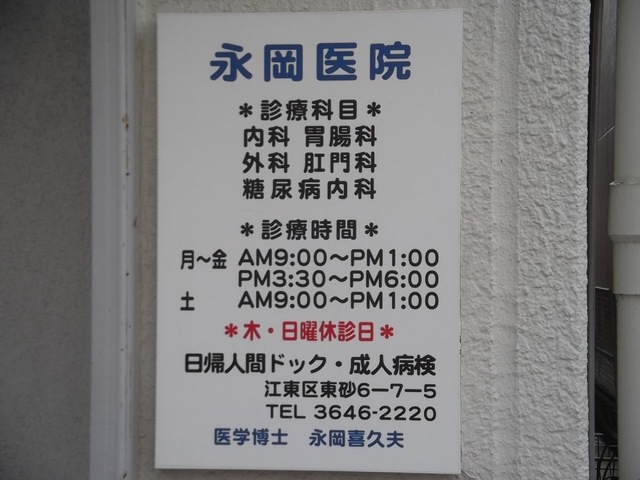 永岡医院
＊診療科目＊
内科 胃腸科
外科 肛門科
糖尿病内科
＊診療時間＊
月〜金 AM9:00〜PM1:00
PM3:30〜PM6:00
土 AM9:00〜PM1:00
＊木・日曜休診日＊
日帰人間ドック・成人病検
江東区東砂6ー7ー5
TEL 3646-2220
医学博士 永岡喜久夫